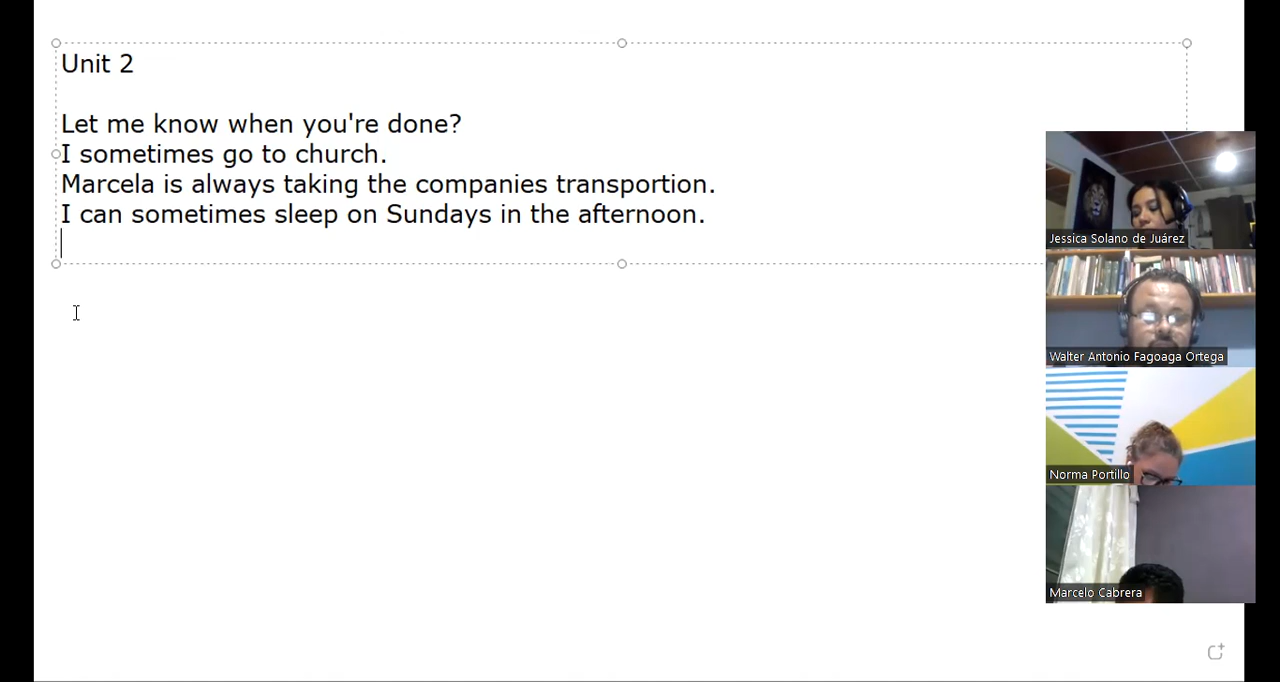 Unit 2
Let me know when you're done?
I sometimes go to church.
Marcela is always taking the companies transportion.
I can sometimes sleep on Sundays in the afternoon.
Jessica Solano de Juárez
Walter Antonio Fagoaga Ortega
Norma Portillo
Marcelo Cabrera